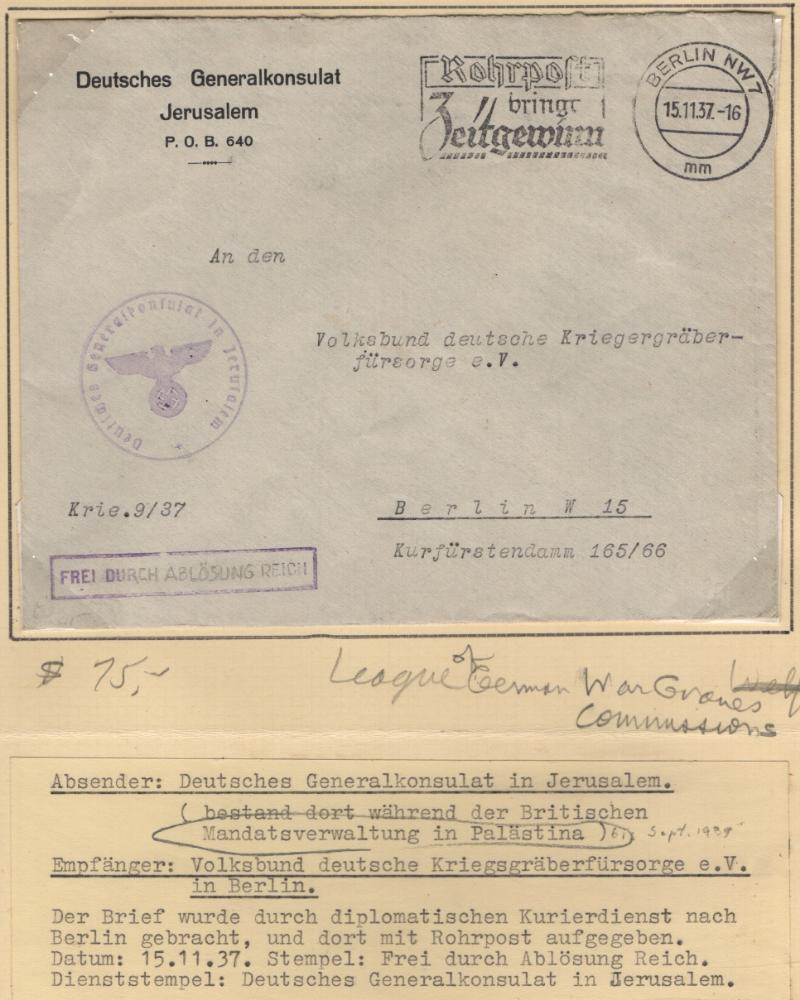 Deutsches Generalkonsulat
Jerusalem
P. O. B. 640
Rohrpost
bringt
Zeitgewinn
BERLIN NW7
15.11.37.-16
mm
An den
Volksbund deutsche Kriegergräber-
fürsorge e.V.
Deutsches Generalkonsulat in Jerusalem
Krie.9/37
Berlin W 15
Kurfürstendamm 165/66
FREI DURCH ABLÖSUNG REICH
$ 75,-
League of German War Graves
Commissions
Absender: Deutsches Generalkonsulat in Jerusalem.
( bestand dort während der Britischen
Mandatsverwaltung in Palästina ) bis Sept. 1939
Empfänger: Volksbund deutsche Kriegsgräberfürsorge e.V.
in Berlin.
Der Brief wurde durch diplomatischen Kurierdienst nach
Berlin gebracht, und dort mit Rohrpost aufgegeben.
Datum: 15.11.37. Stempel: Frei durch Ablösung Reich.
Dienststempel: Deutsches Generalkonsulat in Jerusalem.